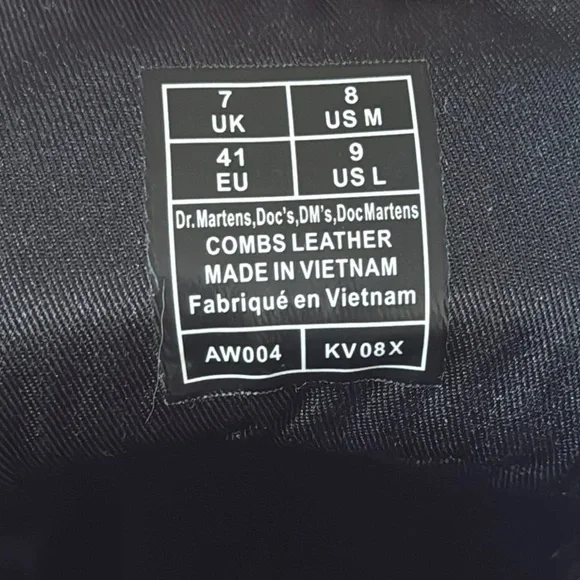 7 UK
8 US M
41 EU
9 US L
Dr.Martens,Doc's,DM's,DocMartens
COMBS LEATHER
MADE IN VIETNAM
Fabriqué en Vietnam
AW004 KV08X